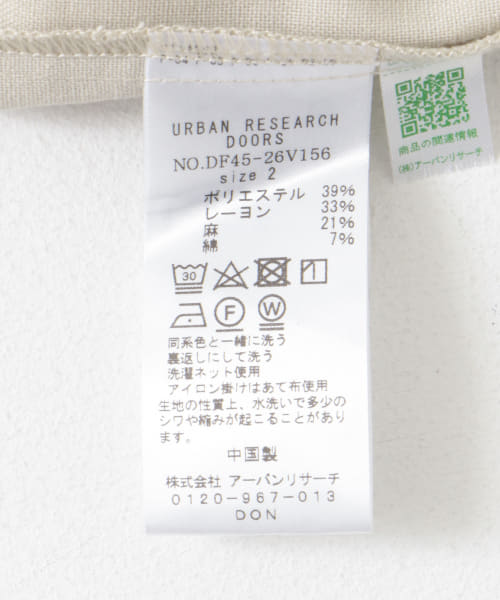 URBAN RESEARCH
DOORS
NO.DF45-26V156
size 2
ポリエステル 39%
レーヨン 33%
麻 21%
綿 7%
30
F
W
同系色と一緒に洗う
裏返しにして洗う
洗濯ネット使用
アイロン掛けはあて布使用
生地の性質上、水洗いで多少の
シワや縮みが起こることがあり
ます。
中国製
株式会社 アーバンリサーチ
0120-967-013
DON
商品の関連情報
(株)アーバンリサーチ